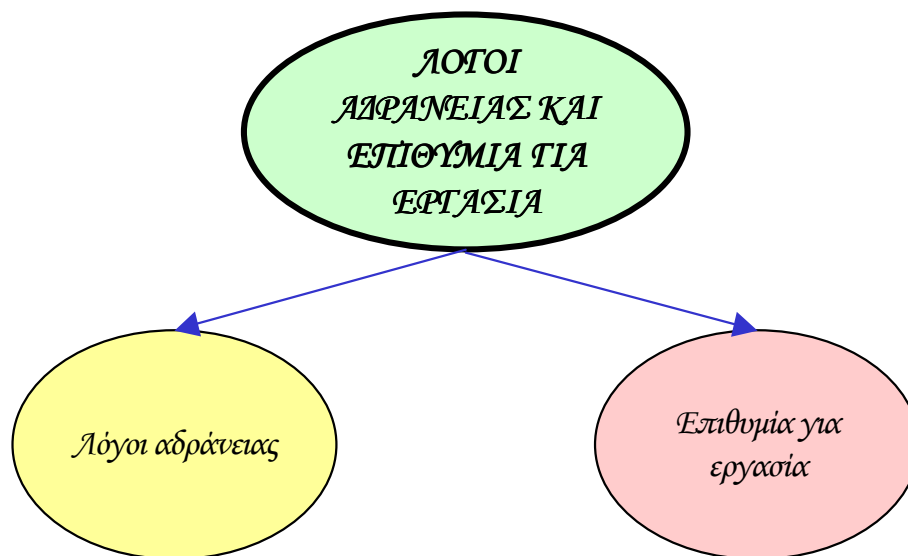 ΛΟΓΟΙ
ΑΔΡΑΝΕΙΑΣ ΚΑΙ
ΕΠΙΘΥΜΙΑ ΓΙΑ
ΕΡΓΑΣΙΑ
Λόγοι αδράνειας
Επιθυμία για
εργασία